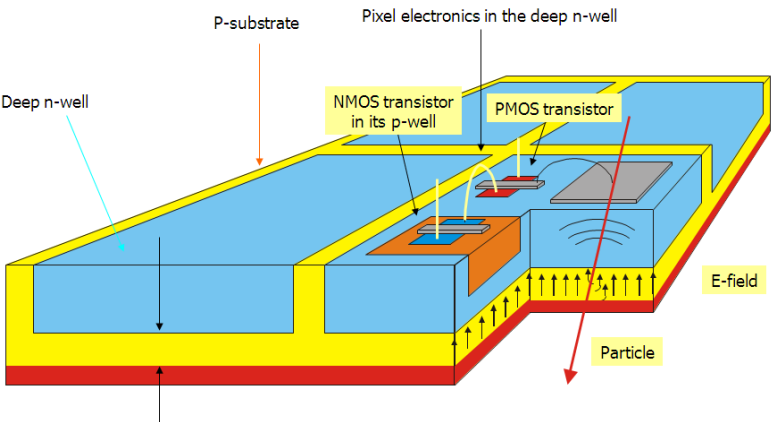 Pixel electronics in the deep n-well
P-substrate
Deep n-well
NMOS transistor
in its p-well
PMOS transistor
E-field
Particle